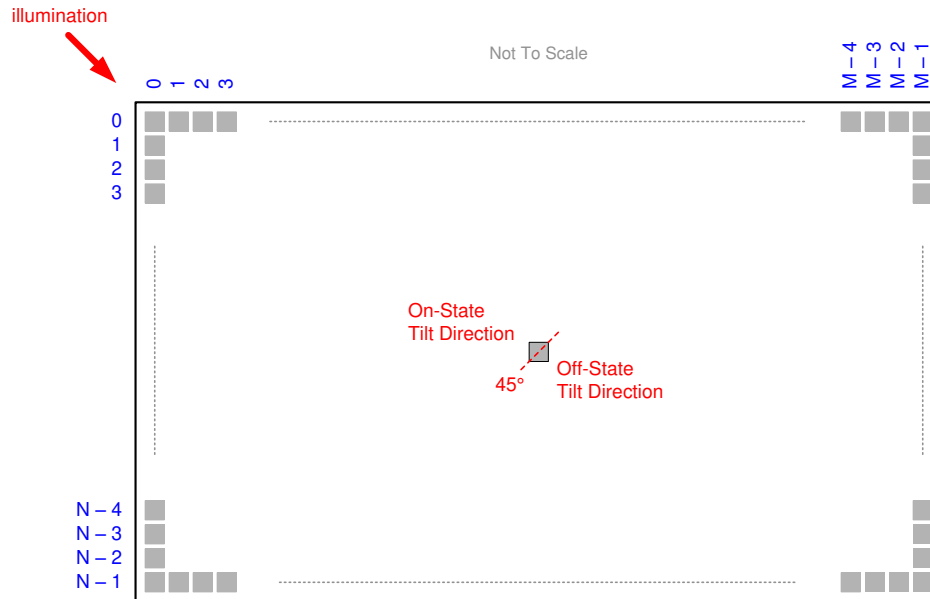 illumination
Not To Scale
0
1
2
3
M – 4
M – 3
M – 2
M – 1
0
1
2
3
On-State
Tilt Direction
Off-State
Tilt Direction
45°
N – 4
N – 3
N – 2
N – 1